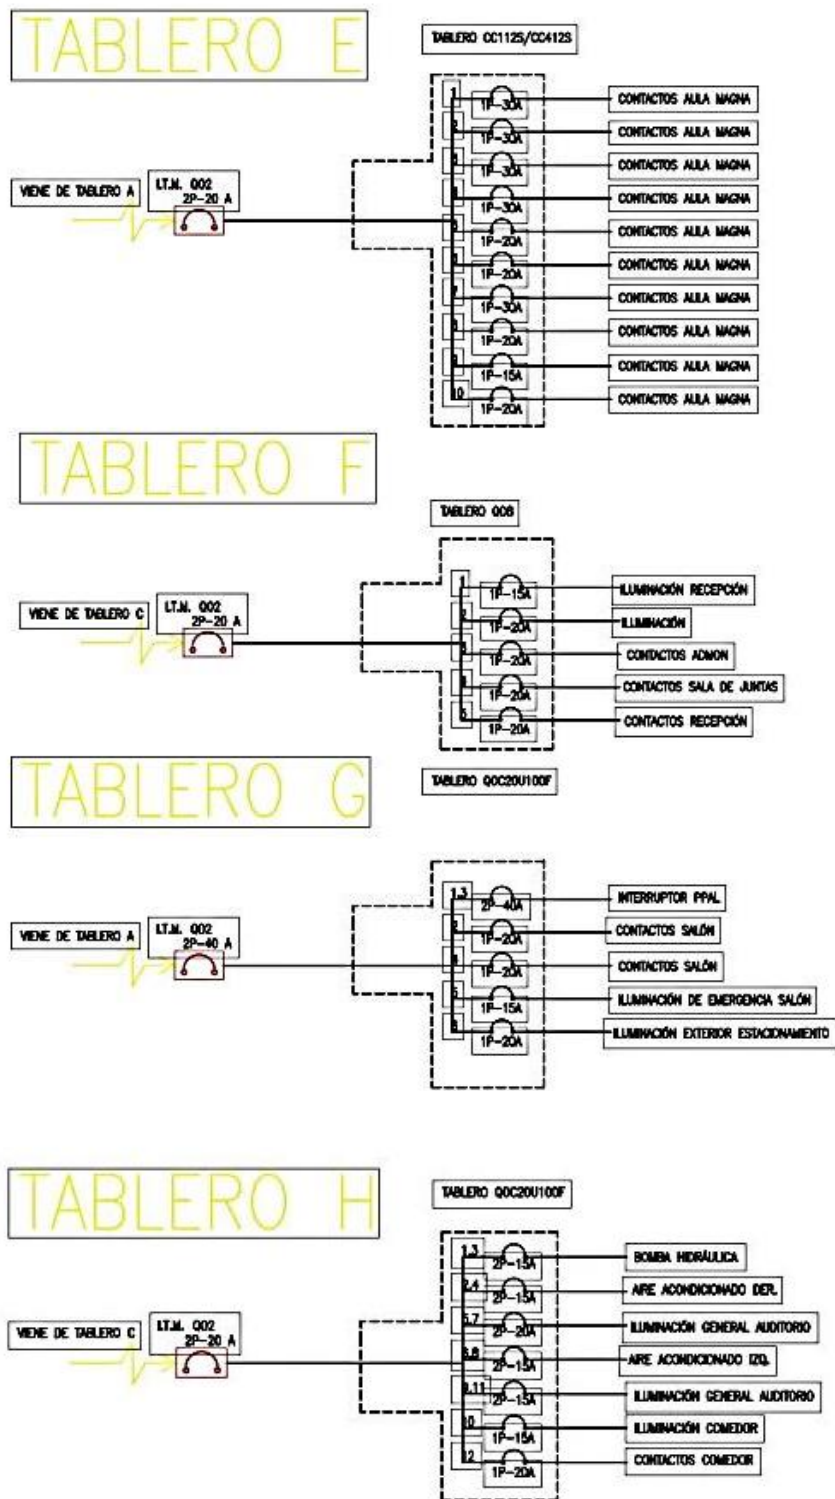 TABLERO E
TABLERO CC112S/CC412S
VIENE DE TABLERO A
I.T.M. QO2
2P-20 A
1
1P-30A
CONTACTOS AULA MAGNA
2
1P-30A
CONTACTOS AULA MAGNA
3
1P-30A
CONTACTOS AULA MAGNA
4
1P-30A
CONTACTOS AULA MAGNA
5
1P-20A
CONTACTOS AULA MAGNA
6
1P-20A
CONTACTOS AULA MAGNA
7
1P-30A
CONTACTOS AULA MAGNA
8
1P-20A
CONTACTOS AULA MAGNA
9
1P-15A
CONTACTOS AULA MAGNA
10
1P-20A
CONTACTOS AULA MAGNA
TABLERO F
TABLERO QO8
VIENE DE TABLERO C
I.T.M. QO2
2P-20 A
1
1P-15A
ILUMINACIÓN RECEPCIÓN
2
1P-20A
ILUMINACIÓN
3
1P-20A
CONTACTOS ADMON
4
1P-20A
CONTACTOS SALA DE JUNTAS
5
1P-20A
CONTACTOS RECEPCIÓN
TABLERO G
TABLERO QOC20U100F
VIENE DE TABLERO A
I.T.M. QO2
2P-40 A
1,3
2P-40A
INTERRUPTOR PPAL
2
1P-20A
CONTACTOS SALÓN
4
1P-20A
CONTACTOS SALÓN
5
1P-15A
ILUMINACIÓN DE EMERGENCIA SALÓN
6
1P-20A
ILUMINACIÓN EXTERIOR ESTACIONAMIENTO
TABLERO H
TABLERO QOC20U100F
VIENE DE TABLERO C
I.T.M. QO2
2P-20 A
1,3
2P-15A
BOMBA HIDRÁULICA
2,4
2P-15A
AIRE ACONDICIONADO DER.
5,7
2P-20A
ILUMINACIÓN GENERAL AUDITORIO
6,8
2P-15A
AIRE ACONDICIONADO IZQ.
9,11
2P-15A
ILUMINACIÓN GENERAL AUDITORIO
10
1P-15A
ILUMINACIÓN COMEDOR
12
1P-20A
CONTACTOS COMEDOR